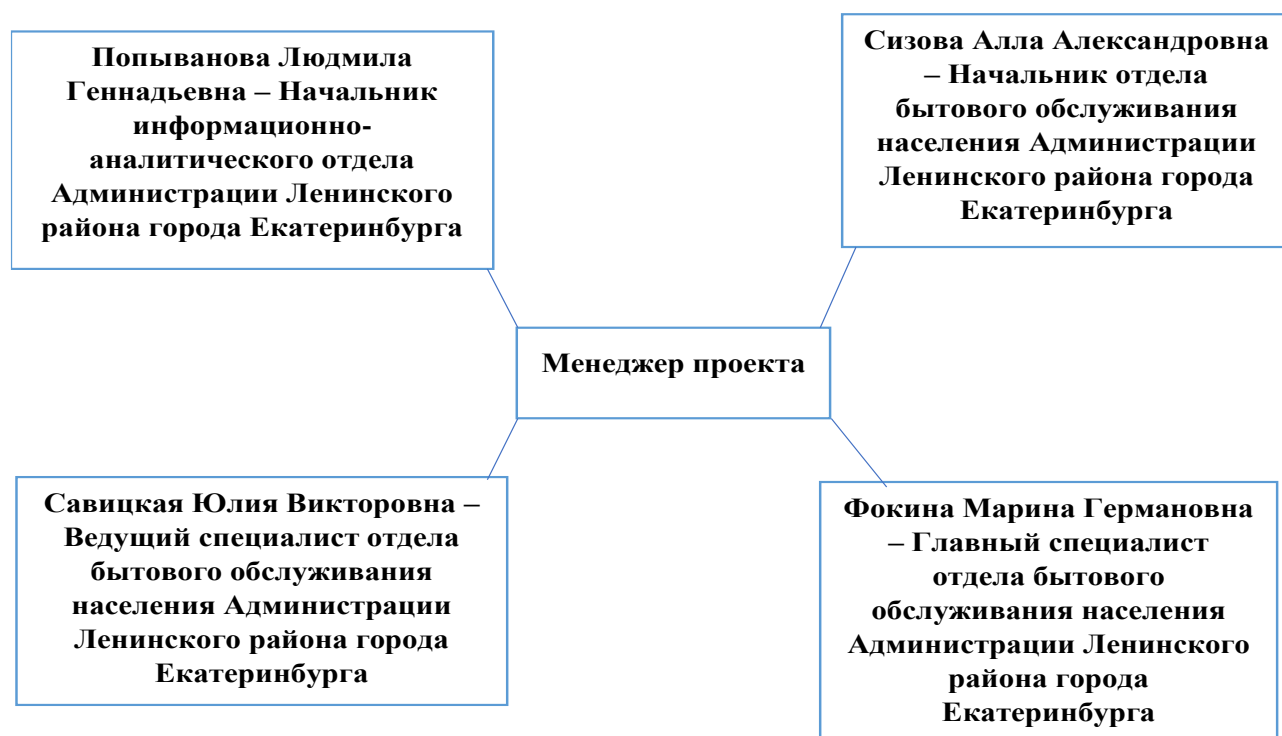 Попыванова Людмила
Геннадьевна – Начальник
информационно-
аналитического отдела
Администрации Ленинского
района города Екатеринбурга
Сизова Алла Александровна
– Начальник отдела
бытового обслуживания
населения Администрации
Ленинского района города
Екатеринбурга
Менеджер проекта
Савицкая Юлия Викторовна –
Ведущий специалист отдела
бытового обслуживания
населения Администрации
Ленинского района города
Екатеринбурга
Фокина Марина Германовна
– Главный специалист
отдела бытового
обслуживания населения
Администрации Ленинского
района города
Екатеринбурга